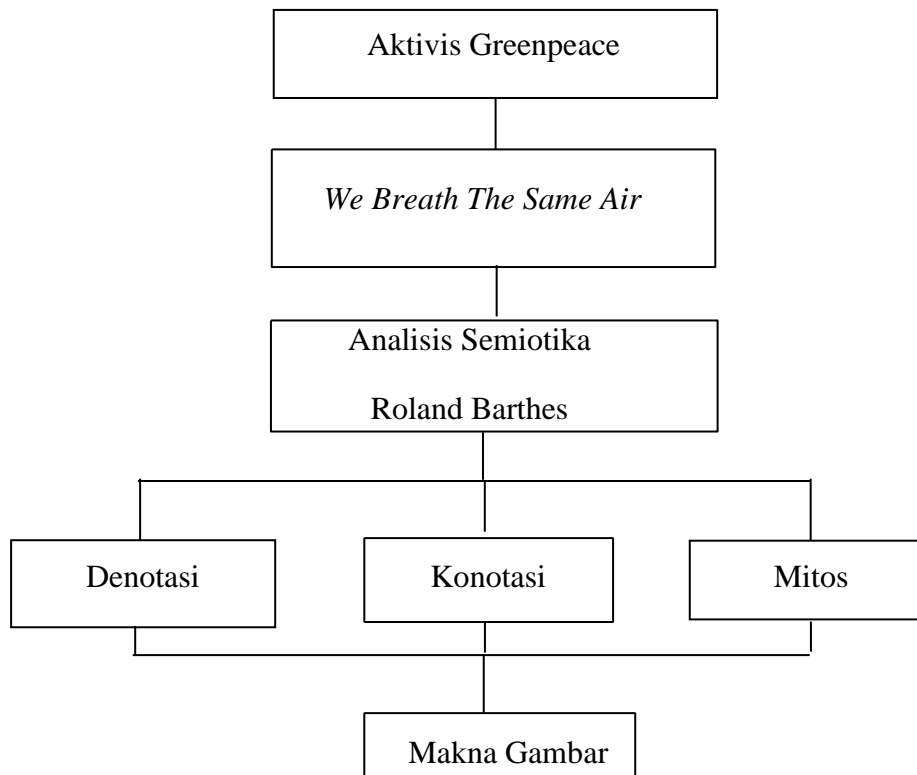 Aktivis Greenpeace
We Breath The Same Air
Analisis Semiotika
Roland Barthes
Denotasi
Konotasi
Mitos
Makna Gambar